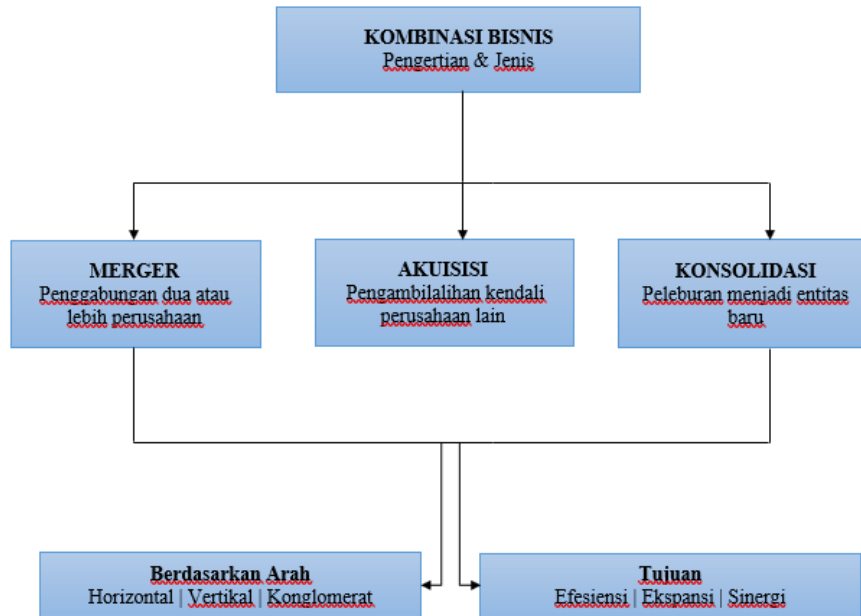 KOMBINASI BISNIS
Pengertian & Jenis
MERGER
Penggabungan dua atau
lebih perusahaan
AKUISISI
Pengambilalihan kendali
perusahaan lain
KONSOLIDASI
Peleburan menjadi entitas
baru
Berdasarkan Arah
Horizontal | Vertikal | Konglomerat
Tujuan
Efesiensi | Ekspansi | Sinergi